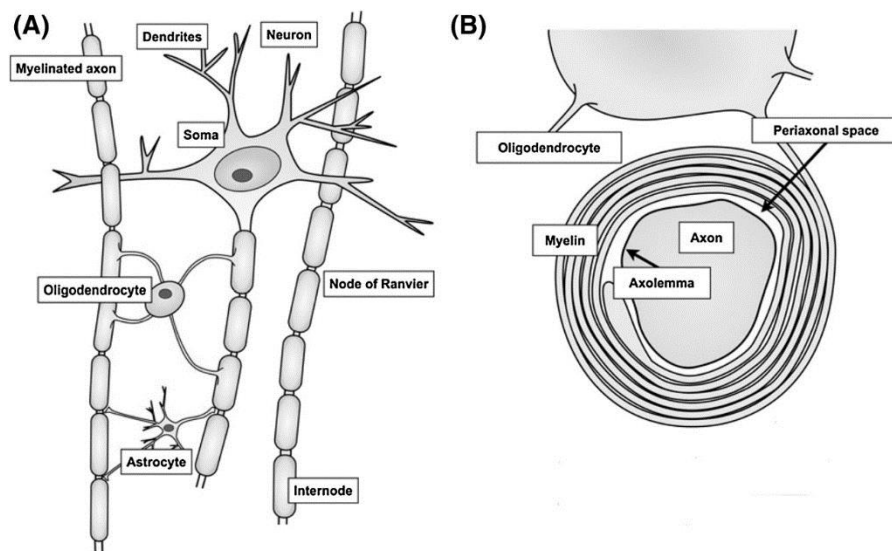 (A)
Dendrites
Neuron
Myelinated axon
Soma
Oligodendrocyte
Node of Ranvier
Astrocyte
Internode
(B)
Periaxonal space
Oligodendrocyte
Myelin
Axon
Axolemma